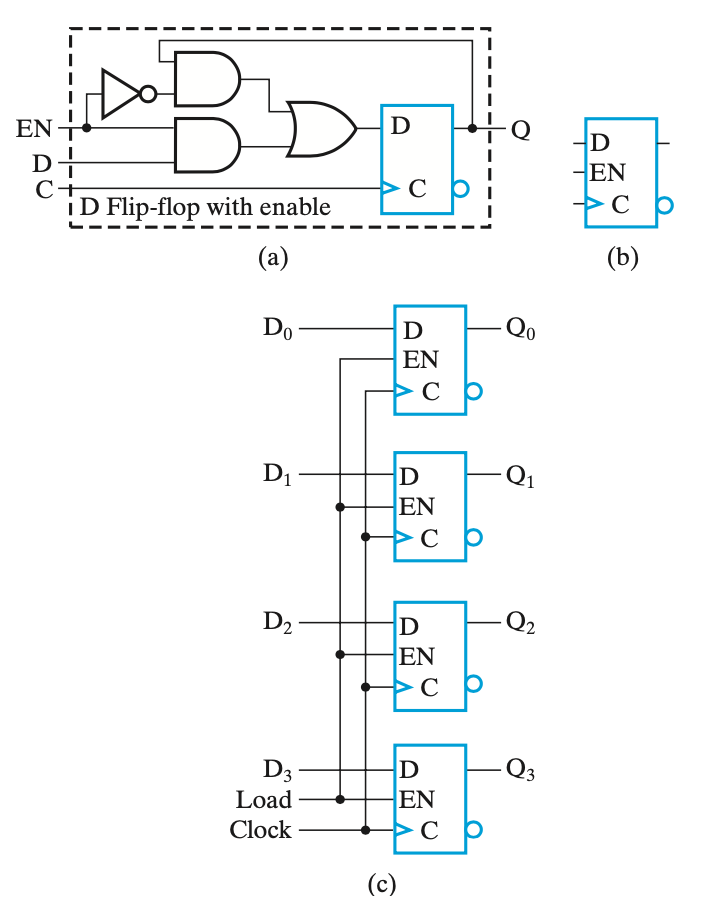 EN
D
C
D Flip-flop with enable
D
C
Q
(a)
D
EN
C
(b)
D0
D
Q0
EN
C
D1
D
Q1
EN
C
D2
D
Q2
EN
C
D3
D
Q3
Load
EN
Clock
C
(c)